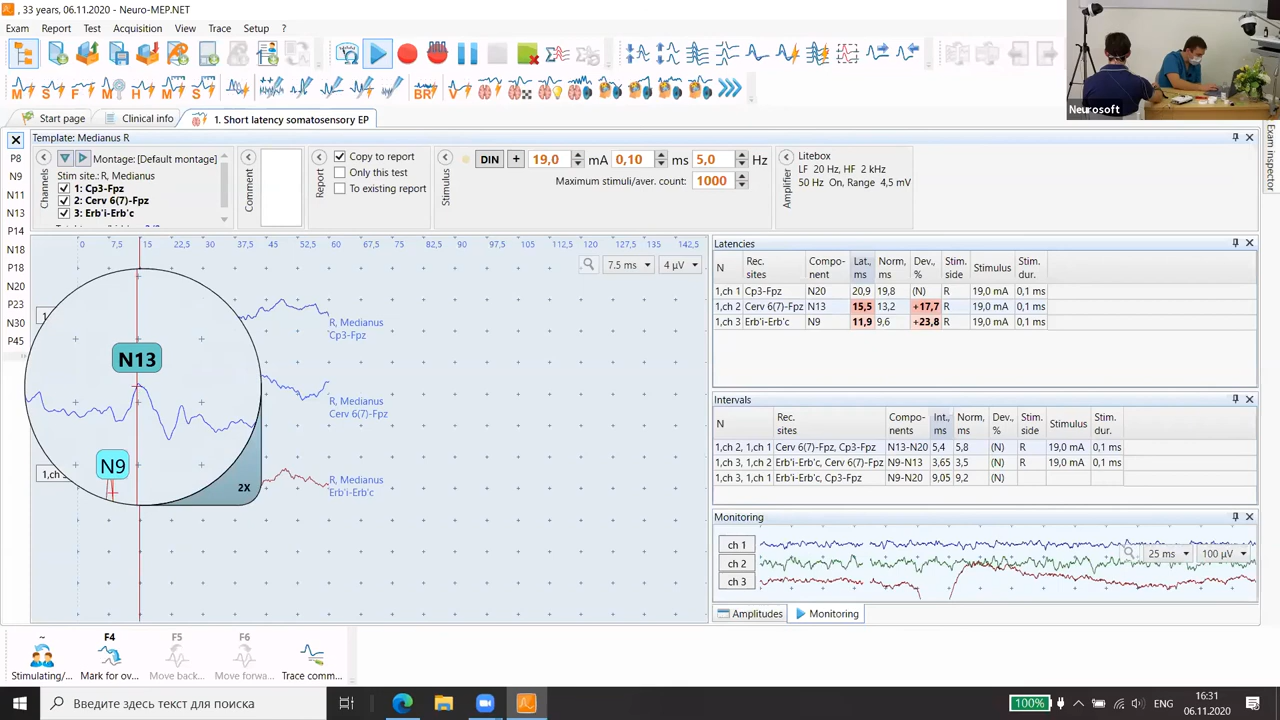 , 33 years, 06.11.2020 - Neuro-MEP.NET
Exam Report Test Acquisition View Trace Setup ?
Neurosoft
Start page Clinical info 1. Short latency somatosensory EP
Exam inspector
Template: Medianus R
P8
N9
N11
N13
P14
N18
P18
N20
P23
N30
P45
Channels
Montage: [Default montage]
Stim site.: R, Medianus
1: Cp3-Fpz
2: Cerv 6(7)-Fpz
3: Erb'i-Erb'c
Comment
Report
Copy to report
Only this test
To existing report
Stimulus
DIN + 19,0 mA 0,10 ms 5,0 Hz
Maximum stimuli/aver. count: 1000
Amplifier
Litebox
LF 20 Hz, HF 2 kHz
50 Hz On, Range 4,5 mV
0 7,5 15 22,5 30 37,5 45 52,5 60 67,5 75 82,5 90 97,5 105 112,5 120 127,5 135 142,5
7.5 ms 4 µV
R, Medianus
Cp3-Fpz
N13
R, Medianus
Cerv 6(7)-Fpz
N9
R, Medianus
Erb'i-Erb'c
2X
Latencies
N Rec. sites Compo-nent Lat., ms Norm, ms Dev., % Stim. side Stimulus Stim. dur.
1,ch 1 Cp3-Fpz N20 20,9 19,8 (N) R 19,0 mA 0,1 ms
1,ch 2 Cerv 6(7)-Fpz N13 15,5 13,2 +17,7 R 19,0 mA 0,1 ms
1,ch 3 Erb'i-Erb'c N9 11,9 9,6 +23,8 R 19,0 mA 0,1 ms
Intervals
N Rec. sites Compo-nents Int., ms Norm, ms Dev., % Stim. side Stimulus Stim. dur.
1,ch 2, 1,ch 1 Cerv 6(7)-Fpz, Cp3-Fpz N13-N20 5,4 5,8 (N) R 19,0 mA 0,1 ms
1,ch 3, 1,ch 2 Erb'i-Erb'c, Cerv 6(7)-Fpz N9-N13 3,65 3,5 (N) R 19,0 mA 0,1 ms
1,ch 3, 1,ch 1 Erb'i-Erb'c, Cp3-Fpz N9-N20 9,05 9,2 (N)
Monitoring
ch 1
ch 2
ch 3
25 ms 100 µV
Amplitudes Monitoring
~ F4 F5 F6
Stimulating/... Mark for ov... Move back... Move forwa... Trace comm...
Введите здесь текст для поиска
100% ENG 16:31
06.11.2020